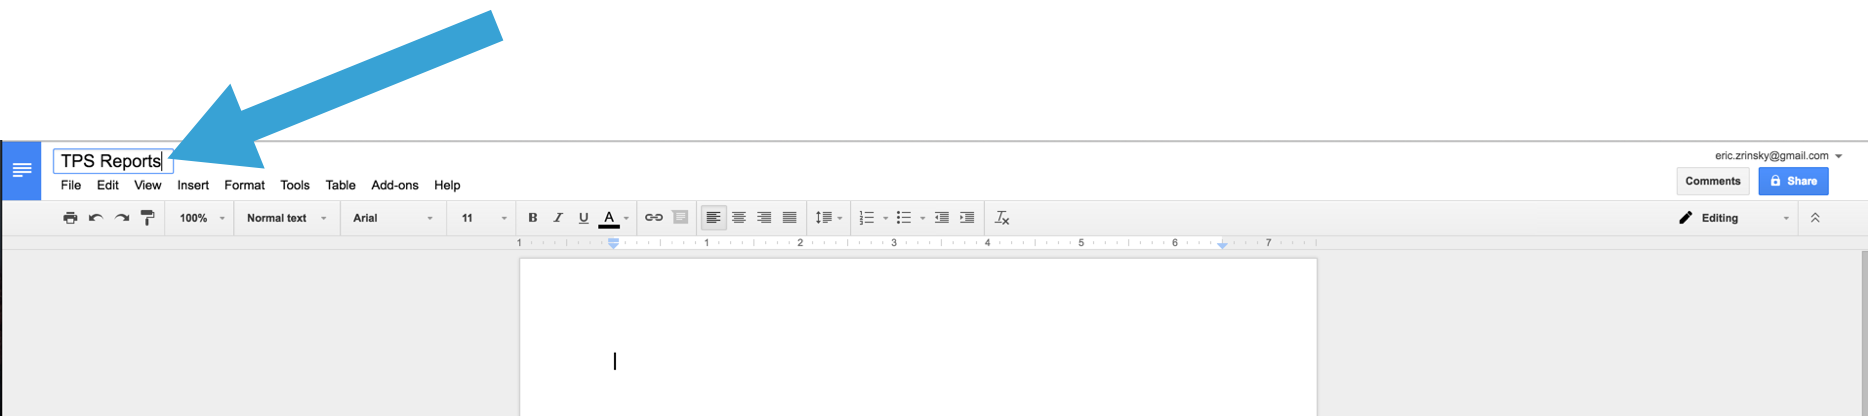 TPS Reports
eric.zrinsky@gmail.com
File Edit View Insert Format Tools Table Add-ons Help
Comments Share
100% Normal text Arial 11 B I U A Editing
1 1 2 3 4 5 6 7